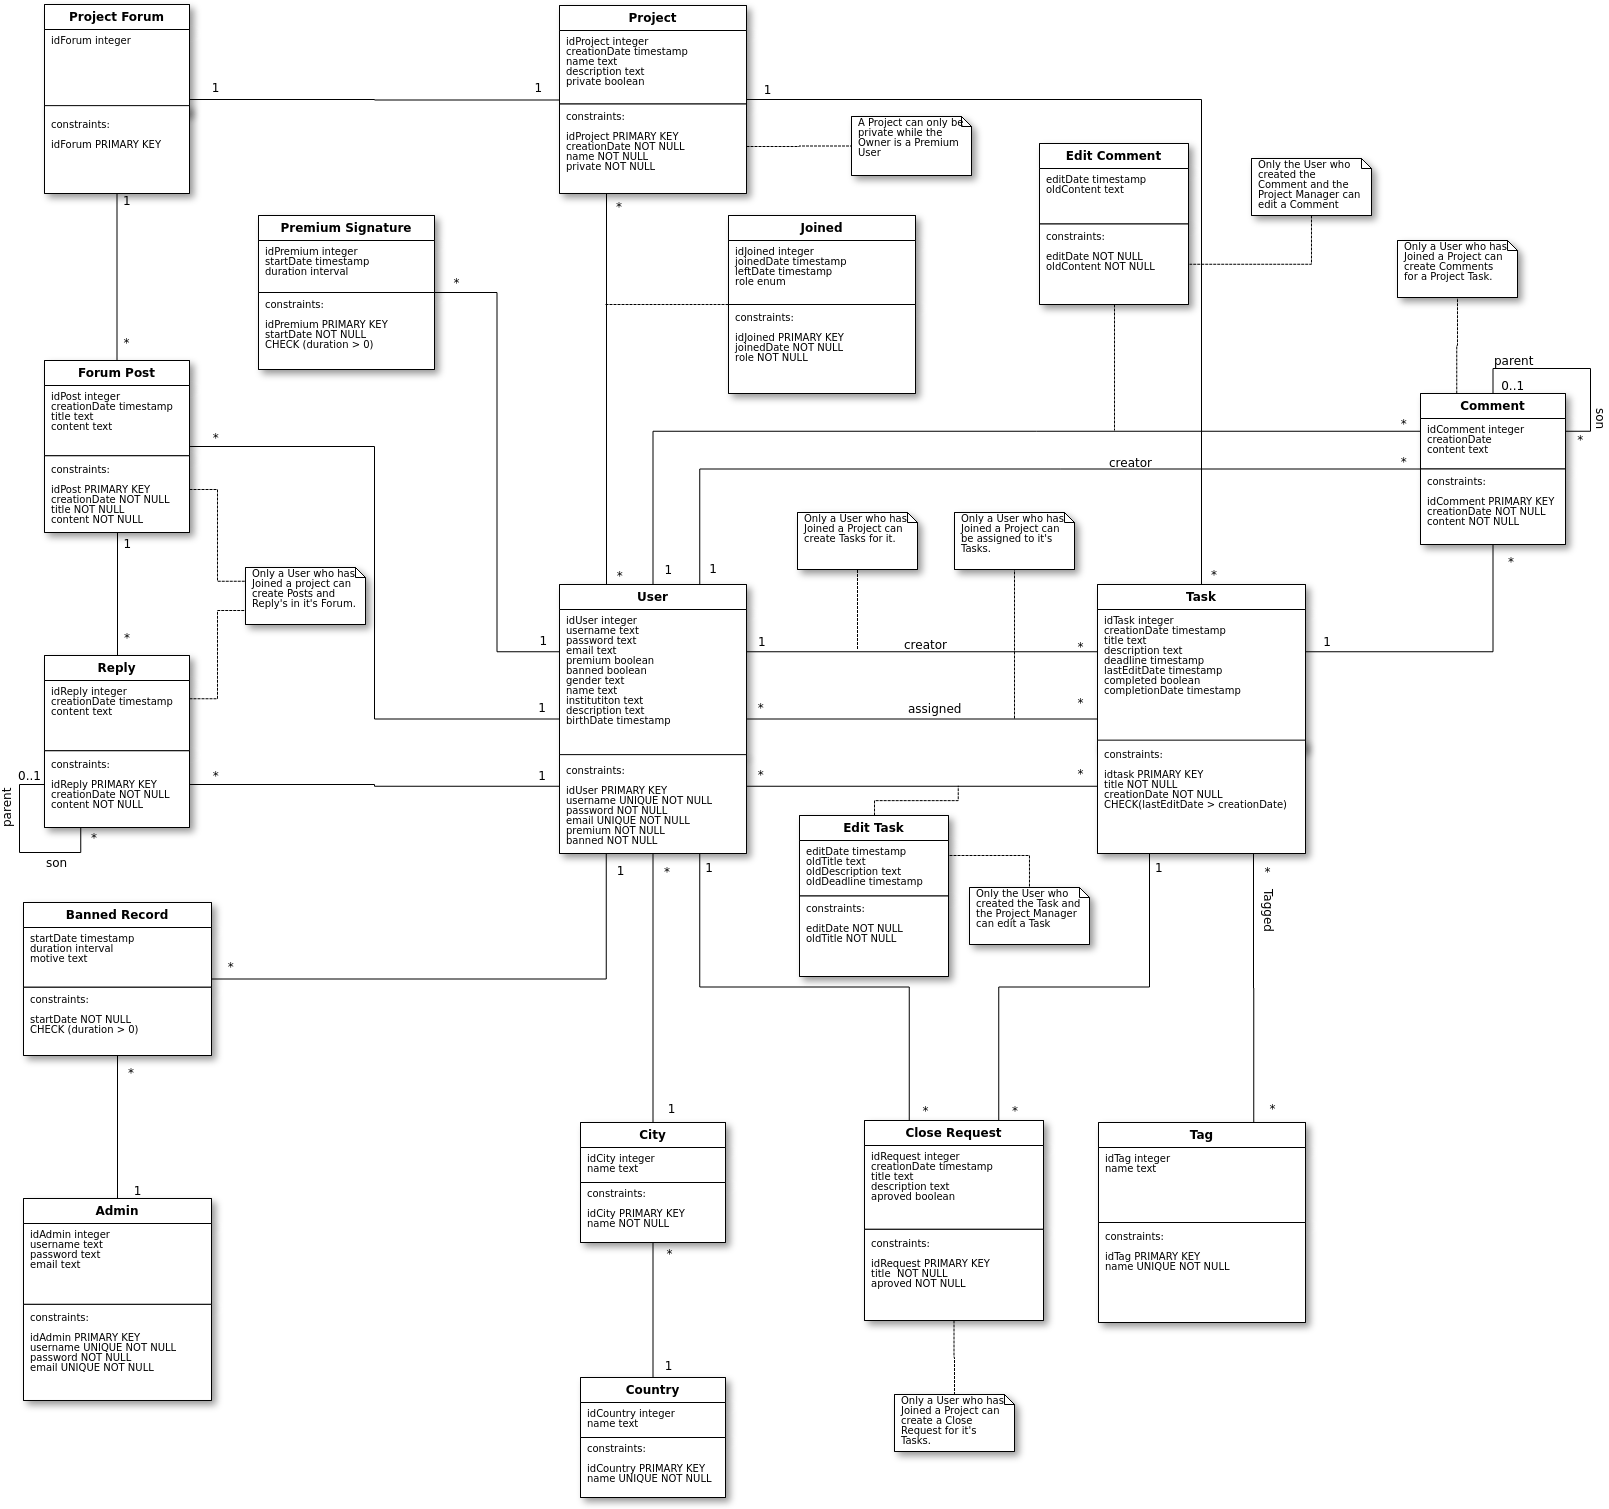 Project Forum
idForum integer
constraints:
idForum PRIMARY KEY
1
1
Project
idProject integer
creationDate timestamp
name text
description text
private boolean
constraints:
idProject PRIMARY KEY
creationDate NOT NULL
name NOT NULL
private NOT NULL
1
A Project can only be
private while the
Owner is a Premium
User
Edit Comment
editDate timestamp
oldContent text
constraints:
editDate NOT NULL
oldContent NOT NULL
Only the User who
created the
Comment and the
Project Manager can
edit a Comment
1
*
Premium Signature
idPremium integer
startDate timestamp
duration interval
constraints:
idPremium PRIMARY KEY
startDate NOT NULL
CHECK (duration > 0)
*
Joined
idJoined integer
joinedDate timestamp
leftDate timestamp
role enum
constraints:
idJoined PRIMARY KEY
joinedDate NOT NULL
role NOT NULL
Only a User who has
Joined a Project can
create Comments
for a Project Task.
*
Forum Post
idPost integer
creationDate timestamp
title text
content text
constraints:
idPost PRIMARY KEY
creationDate NOT NULL
title NOT NULL
content NOT NULL
*
parent
0..1
son
*
Comment
idComment integer
creationDate
content text
constraints:
idComment PRIMARY KEY
creationDate NOT NULL
content NOT NULL
*
creator
*
1
*
Only a User who has
Joined a project can
create Posts and
Reply's in it's Forum.
Only a User who has
Joined a Project can
create Tasks for it.
Only a User who has
Joined a Project can
be assigned to it's
Tasks.
*
1
1
*
*
Reply
idReply integer
creationDate timestamp
content text
constraints:
idReply PRIMARY KEY
creationDate NOT NULL
content NOT NULL
*
0..1
parent
*
son
1
1
1
User
idUser integer
username text
password text
email text
premium boolean
banned boolean
gender text
name text
institutiton text
description text
birthDate timestamp
constraints:
idUser PRIMARY KEY
username UNIQUE NOT NULL
password NOT NULL
email UNIQUE NOT NULL
premium NOT NULL
banned NOT NULL
1
creator
*
*
assigned
*
*
*
Task
idTask integer
creationDate timestamp
title text
description text
deadline timestamp
lastEditDate timestamp
completed boolean
completionDate timestamp
constraints:
idtask PRIMARY KEY
title NOT NULL
creationDate NOT NULL
CHECK(lastEditDate > creationDate)
1
Edit Task
editDate timestamp
oldTitle text
oldDescription text
oldDeadline timestamp
constraints:
editDate NOT NULL
oldTitle NOT NULL
Only the User who
created the Task and
the Project Manager
can edit a Task
1
*
1
1
*
Tagged
Banned Record
startDate timestamp
duration interval
motive text
constraints:
startDate NOT NULL
CHECK (duration > 0)
*
*
1
Admin
idAdmin integer
username text
password text
email text
constraints:
idAdmin PRIMARY KEY
username UNIQUE NOT NULL
password NOT NULL
email UNIQUE NOT NULL
1
City
idCity integer
name text
constraints:
idCity PRIMARY KEY
name NOT NULL
*
1
Country
idCountry integer
name text
constraints:
idCountry PRIMARY KEY
name UNIQUE NOT NULL
*
*
Close Request
idRequest integer
creationDate timestamp
title text
description text
aproved boolean
constraints:
idRequest PRIMARY KEY
title  NOT NULL
aproved NOT NULL
Only a User who has
Joined a Project can
create a Close
Request for it's
Tasks.
*
Tag
idTag integer
name text
constraints:
idTag PRIMARY KEY
name UNIQUE NOT NULL